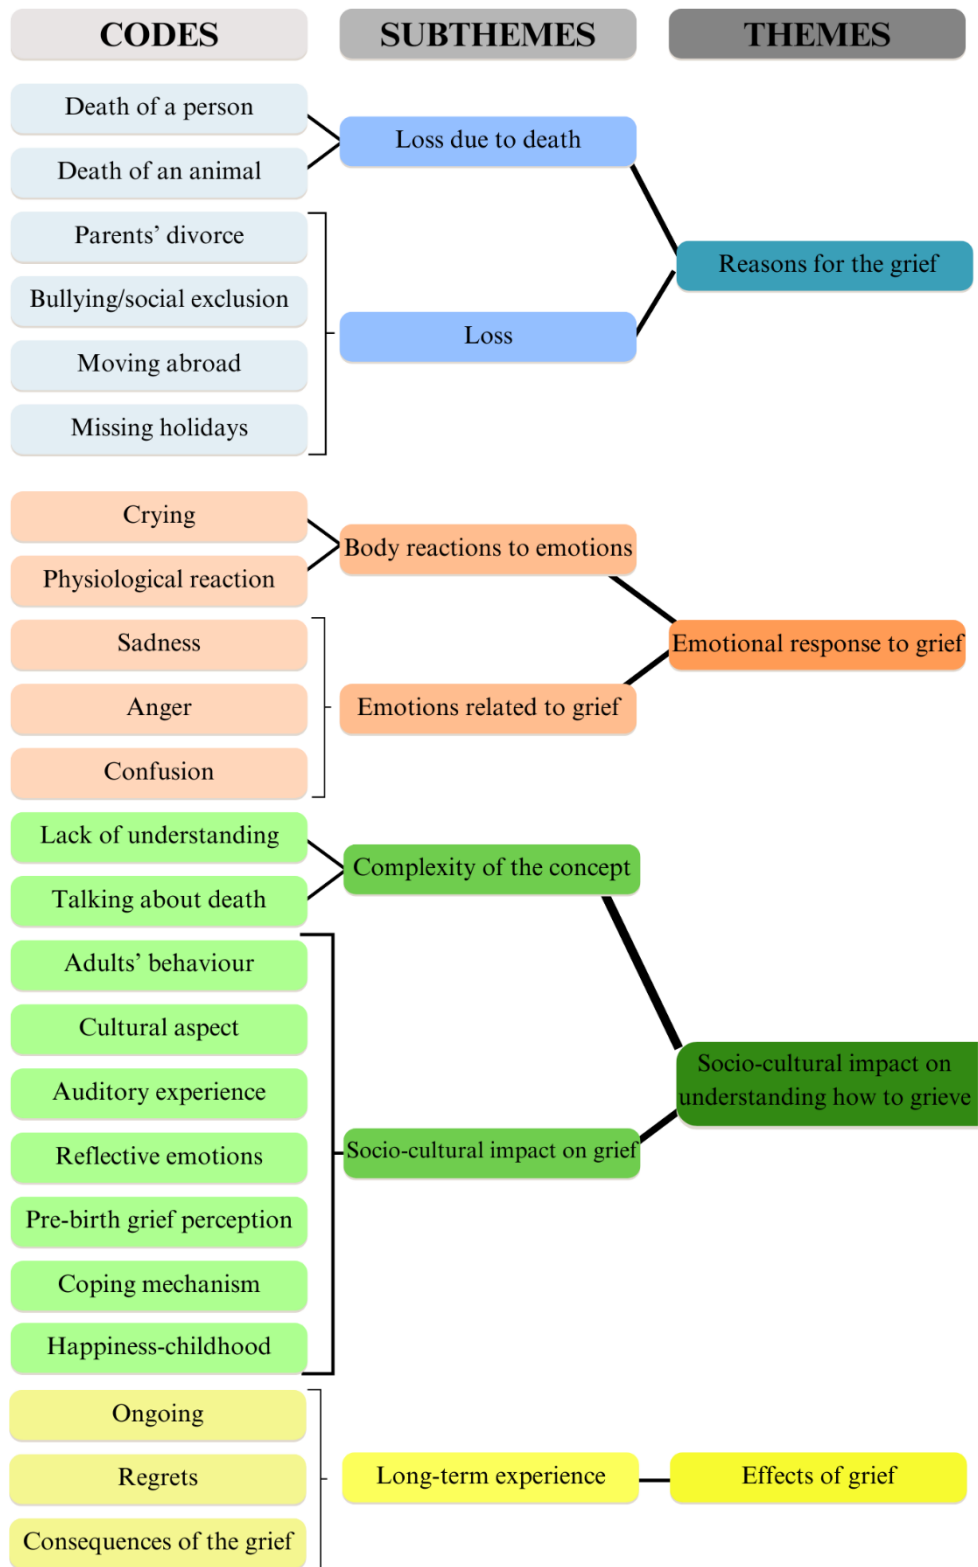 CODES
SUBTHEMES
THEMES
Death of a person
Death of an animal
Loss due to death
Parents’ divorce
Bullying/social exclusion
Moving abroad
Missing holidays
Loss
Reasons for the grief
Crying
Physiological reaction
Body reactions to emotions
Sadness
Anger
Confusion
Emotions related to grief
Emotional response to grief
Lack of understanding
Talking about death
Complexity of the concept
Adults’ behaviour
Cultural aspect
Auditory experience
Reflective emotions
Pre-birth grief perception
Coping mechanism
Happiness-childhood
Socio-cultural impact on grief
Socio-cultural impact on
understanding how to grieve
Ongoing
Regrets
Consequences of the grief
Long-term experience
Effects of grief